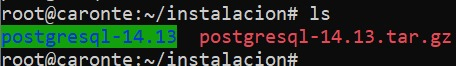 root@caronte:~/instalacion# ls
postgresql-14.13  postgresql-14.13.tar.gz
root@caronte:~/instalacion#